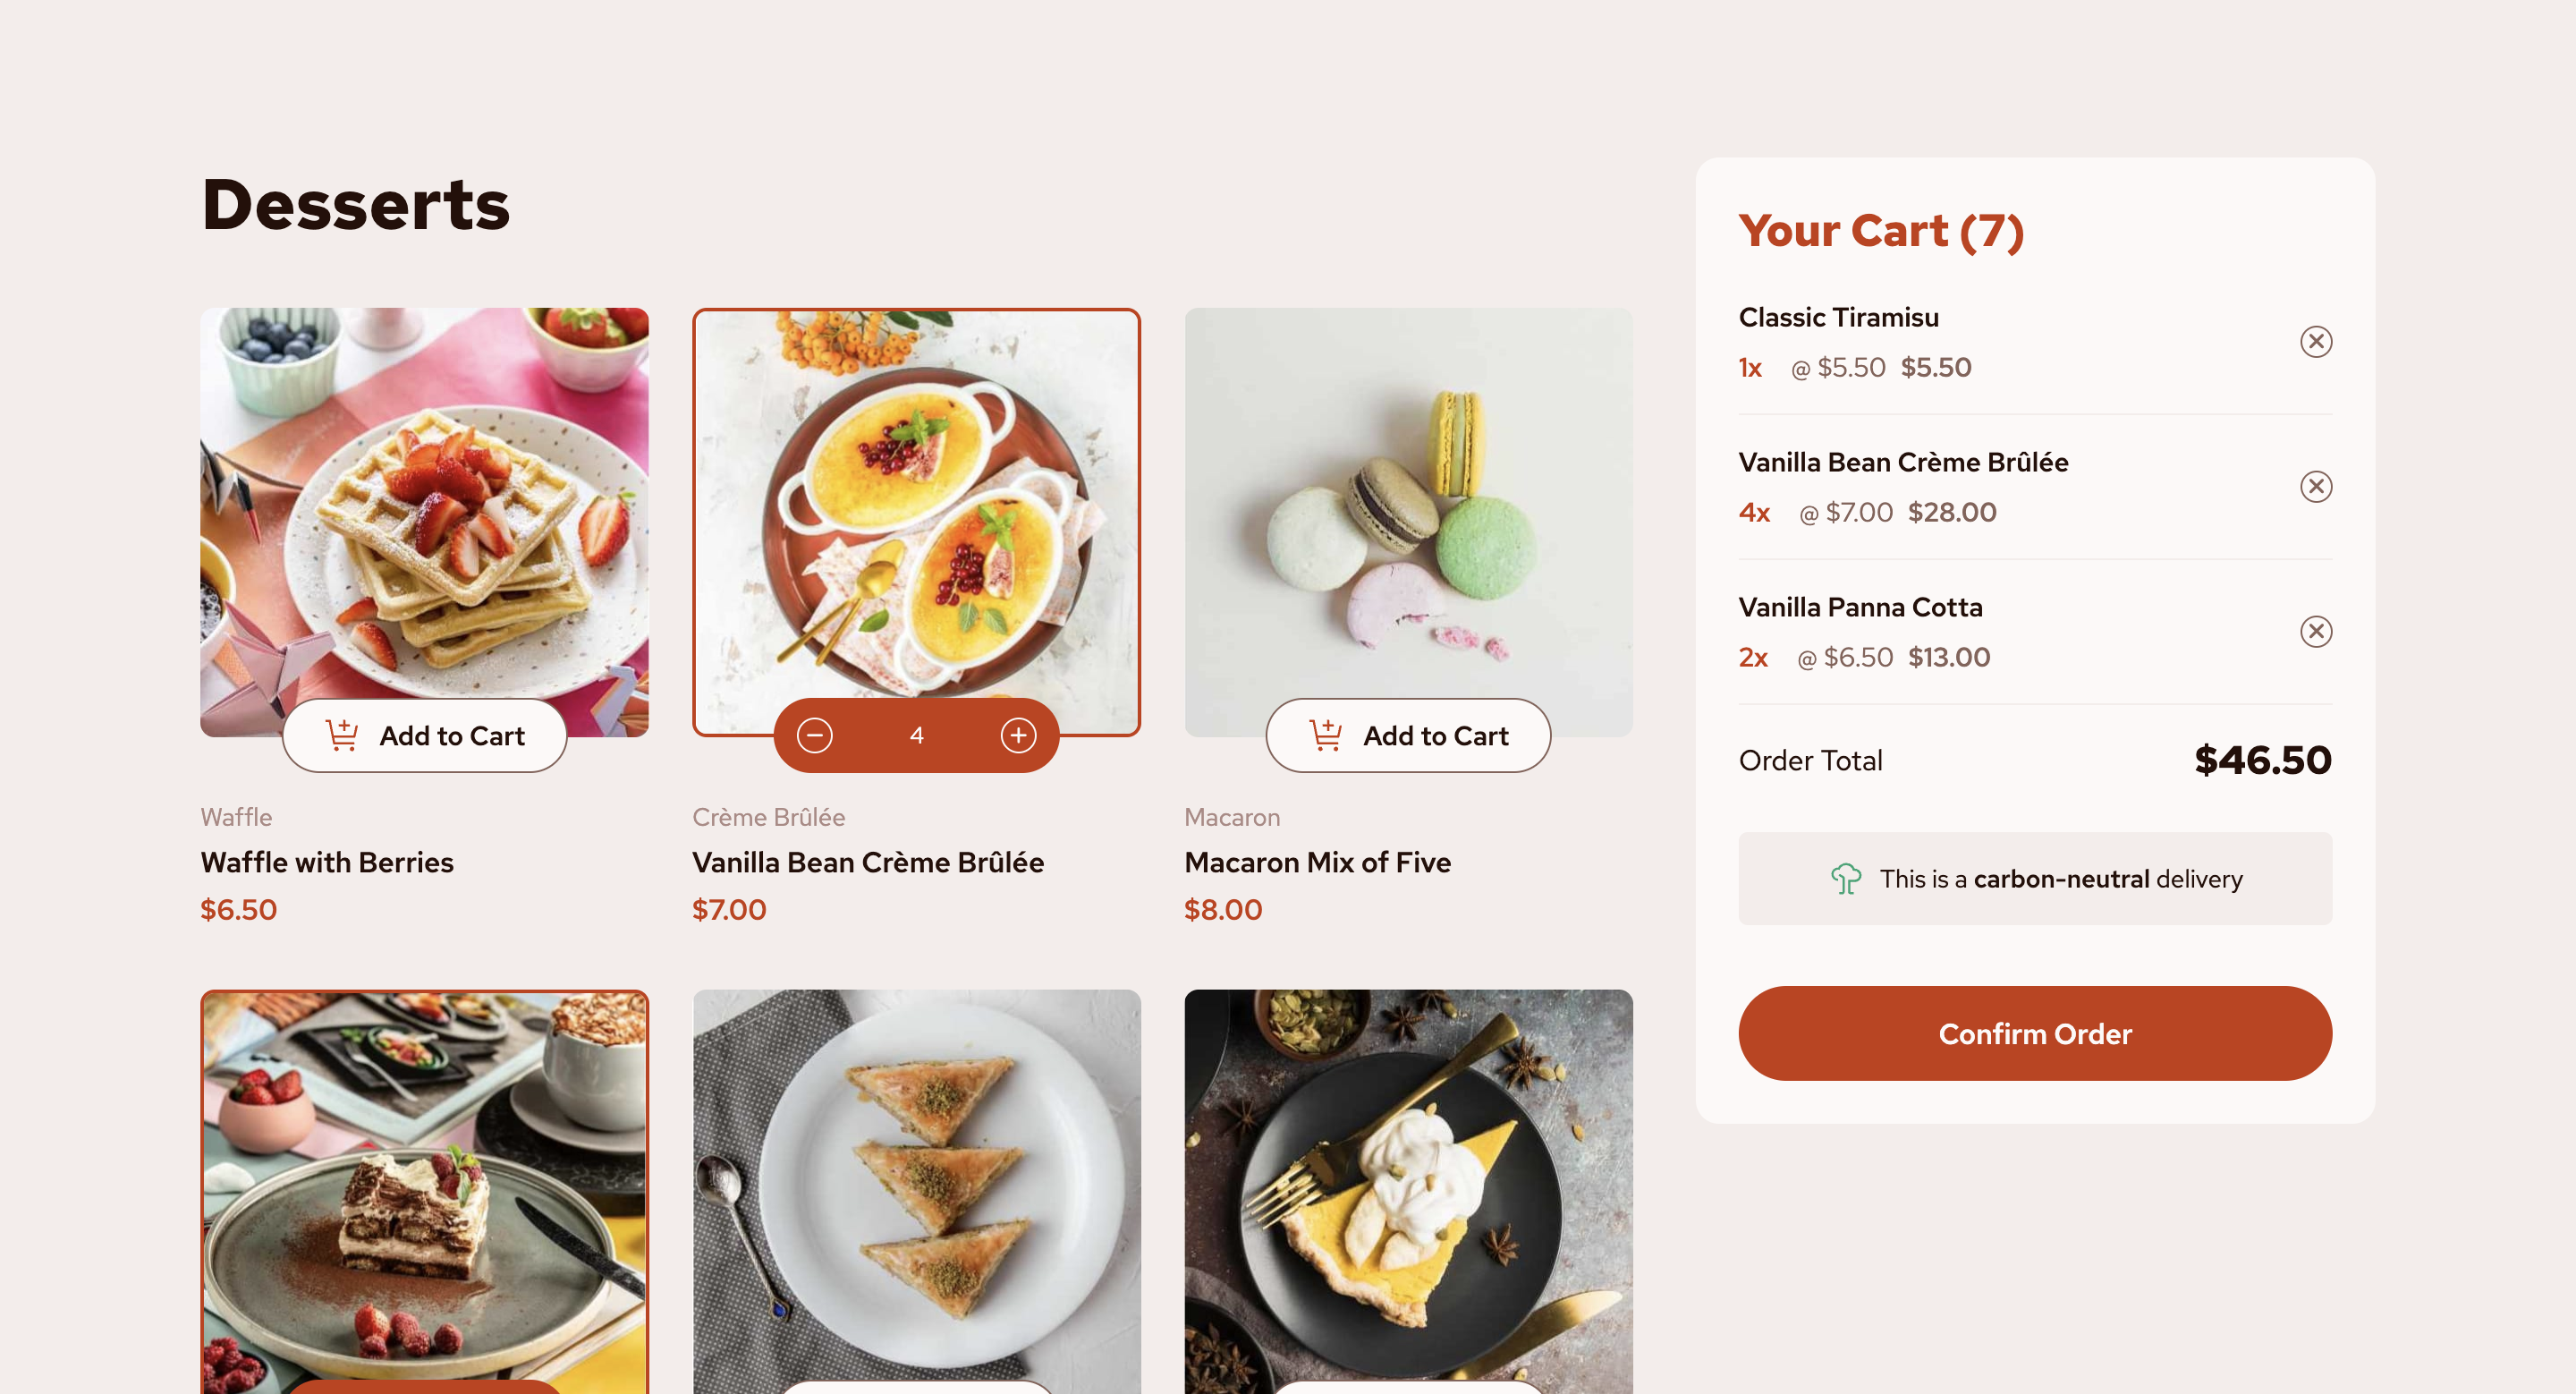 Desserts
Add to Cart
Waffle
Waffle with Berries
$6.50
4
Crème Brûlée
Vanilla Bean Crème Brûlée
$7.00
Add to Cart
Macaron
Macaron Mix of Five
$8.00
Your Cart (7)
Classic Tiramisu
1x @ $5.50 $5.50
Vanilla Bean Crème Brûlée
4x @ $7.00 $28.00
Vanilla Panna Cotta
2x @ $6.50 $13.00
Order Total $46.50
This is a carbon-neutral delivery
Confirm Order